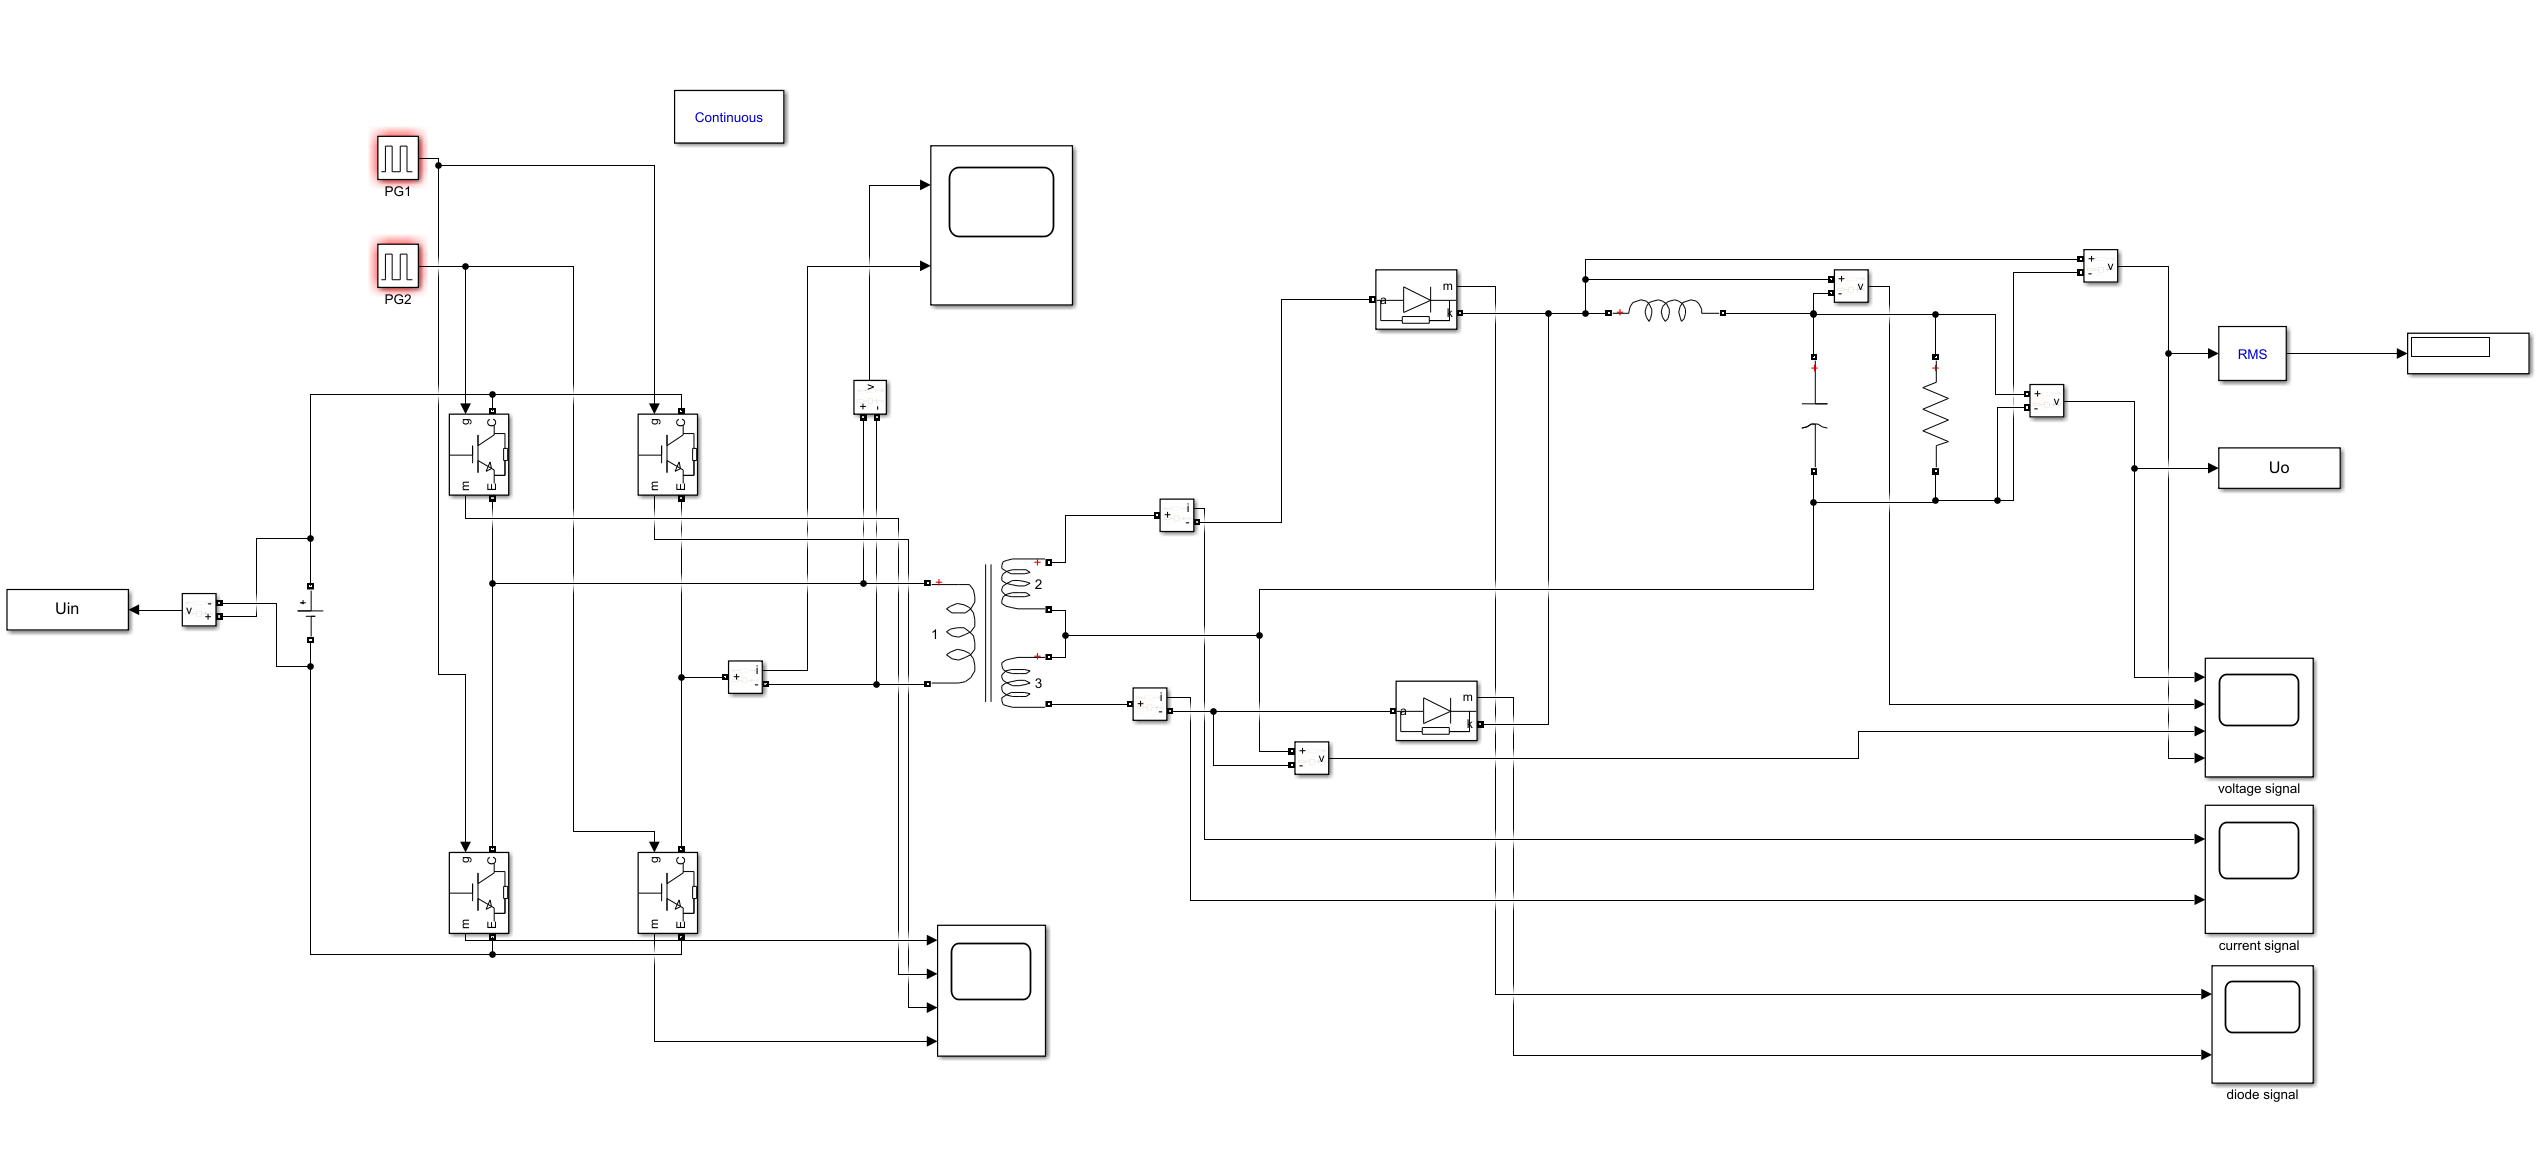 Continuous
PG1
PG2
m
a
k
+
-
v
+
-
v
RMS
+
-
v
Uo
g
C
m
E
g
C
m
E
v
+
-
i
+
-
Uin
v
-
+
+
1
2
3
i
+
-
i
+
-
m
a
k
+
-
v
voltage signal
g
C
m
E
g
C
m
E
current signal
diode signal